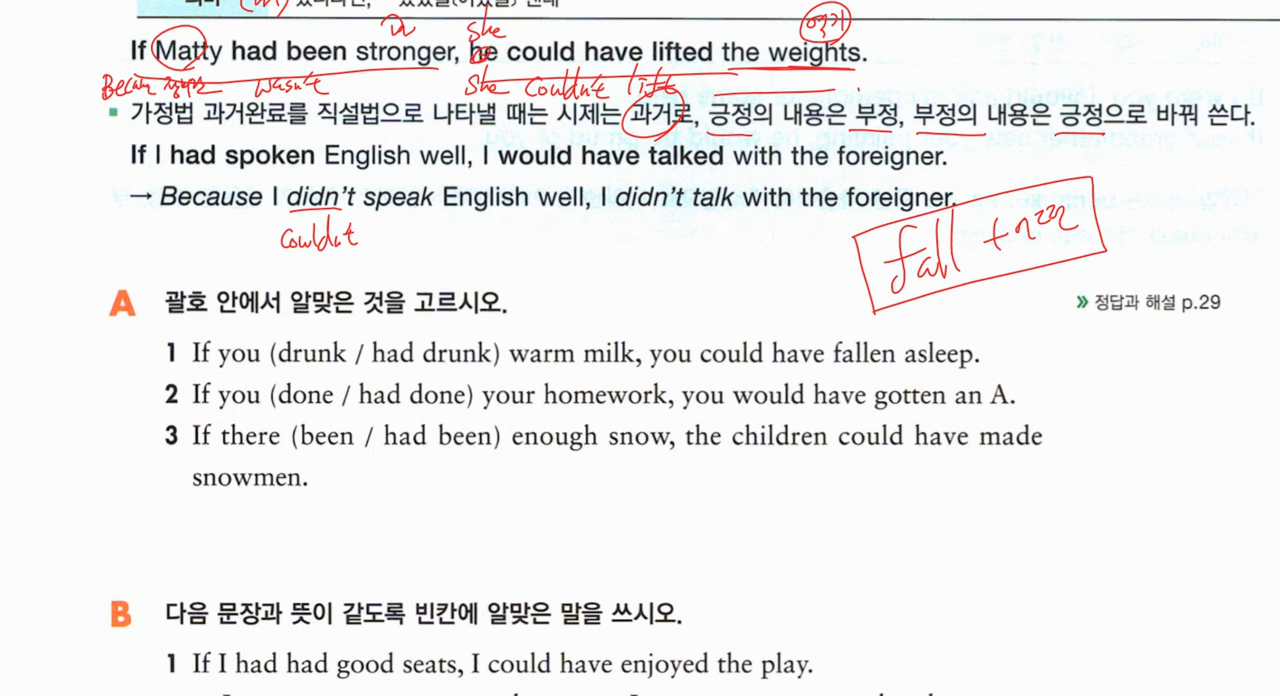 If Matty had been stronger, he could have lifted the weights.
she
여기
wasn't
she couldn't lift
▪ 가정법 과거완료를 직설법으로 나타낼 때는 시제는 과거로, 긍정의 내용은 부정, 부정의 내용은 긍정으로 바꿔 쓴다.
If I had spoken English well, I would have talked with the foreigner.
→ Because I didn't speak English well, I didn't talk with the foreigner.
couldn't
fall
A 괄호 안에서 알맞은 것을 고르시오.
» 정답과 해설 p.29
1 If you (drunk / had drunk) warm milk, you could have fallen asleep.
2 If you (done / had done) your homework, you would have gotten an A.
3 If there (been / had been) enough snow, the children could have made
snowmen.
B 다음 문장과 뜻이 같도록 빈칸에 알맞은 말을 쓰시오.
1 If I had had good seats, I could have enjoyed the play.